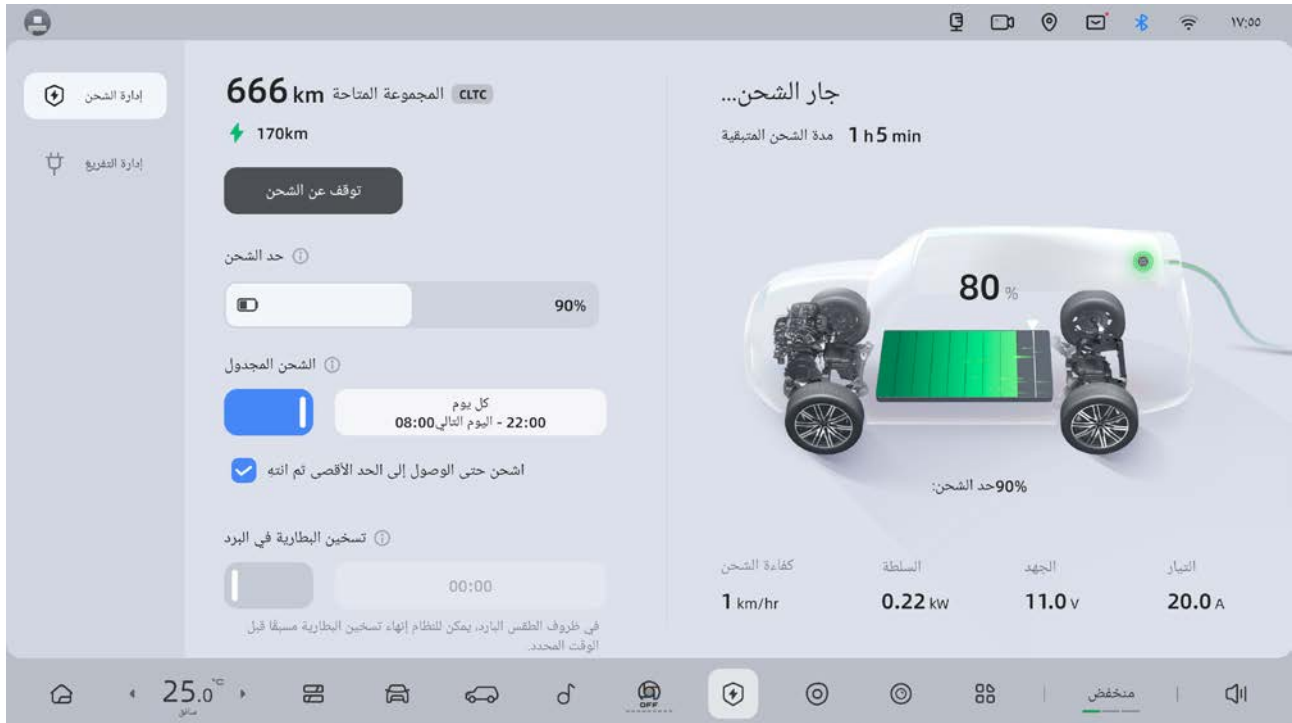 ١٧:٥٥
إدارة الشحن
إدارة التفريغ
666 km المجموعة المتاحة CLTC
170km
توقف عن الشحن
حد الشحن
90%
الشحن المجدول
كل يوم
22:00 - اليوم التالي08:00
اشحن حتى الوصول إلى الحد الأقصى ثم انتهِ
تسخين البطارية في البرد
00:00
في ظروف الطقس البارد، يمكن للنظام إنهاء تسخين البطارية مسبقًا قبل
الوقت المحدد.
جار الشحن...
مدة الشحن المتبقية 1 h 5 min
80 %
90%حد الشحن:
كفاءة الشحن
1 km/hr
السلطة
0.22 kW
الجهد
11.0 V
التيار
20.0 A
25.0°C
سائق
OFF
منخفض